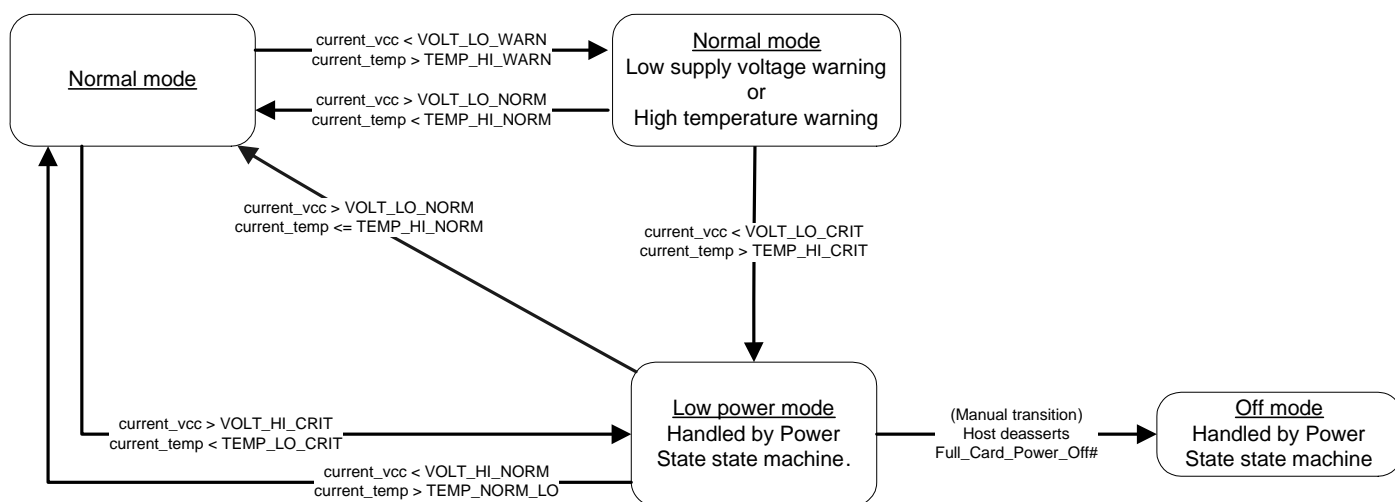 Normal mode
current_vcc < VOLT_LO_WARN
current_temp > TEMP_HI_WARN
current_vcc > VOLT_LO_NORM
current_temp < TEMP_HI_NORM
Normal mode
Low supply voltage warning
or
High temperature warning
current_vcc > VOLT_LO_NORM
current_temp <= TEMP_HI_NORM
current_vcc < VOLT_LO_CRIT
current_temp > TEMP_HI_CRIT
current_vcc > VOLT_HI_CRIT
current_temp < TEMP_LO_CRIT
current_vcc < VOLT_HI_NORM
current_temp > TEMP_NORM_LO
Low power mode
Handled by Power
State state machine.
(Manual transition)
Host deasserts
Full_Card_Power_Off#
Off mode
Handled by Power
State state machine